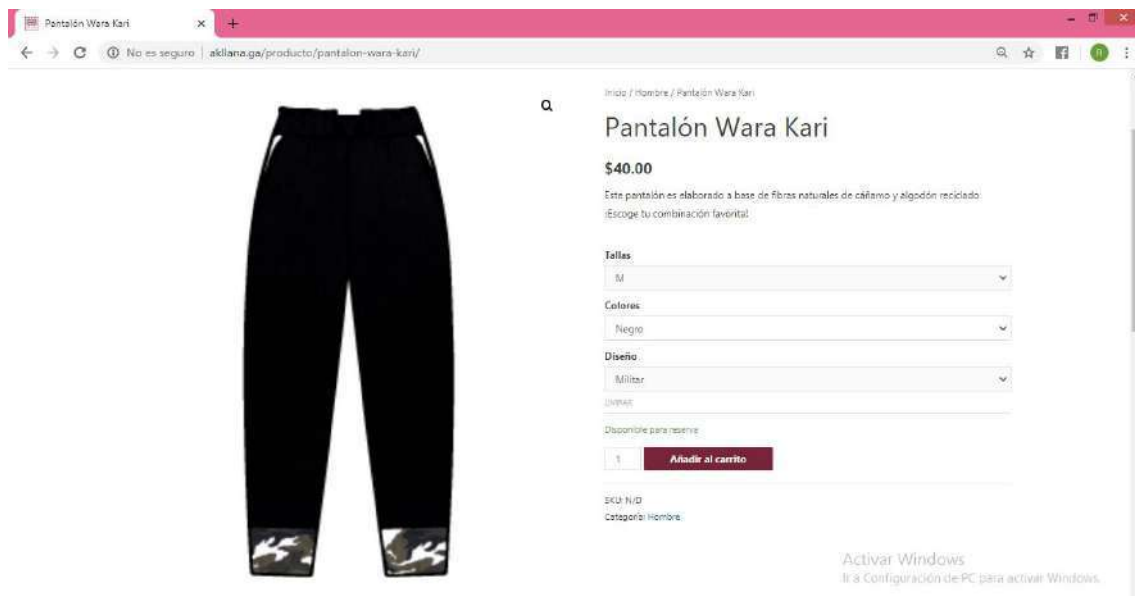 Pantalón Wara Kari
No es seguro | akllana.ga/producto/pantalon-wara-kari/
Inicio / Hombre / Pantalón Wara Kari
Pantalón Wara Kari
$40.00
Este pantalón es elaborado a base de fibras naturales de cáñamo y algodón reciclado
¡Escoge tu combinación favorita!
Tallas
M
Colores
Negro
Diseño
Militar
LIMPIAR
Disponible para reserva
1
Añadir al carrito
SKU: N/D
Categoría: Hombre
Activar Windows
Ir a Configuración de PC para activar Windows.